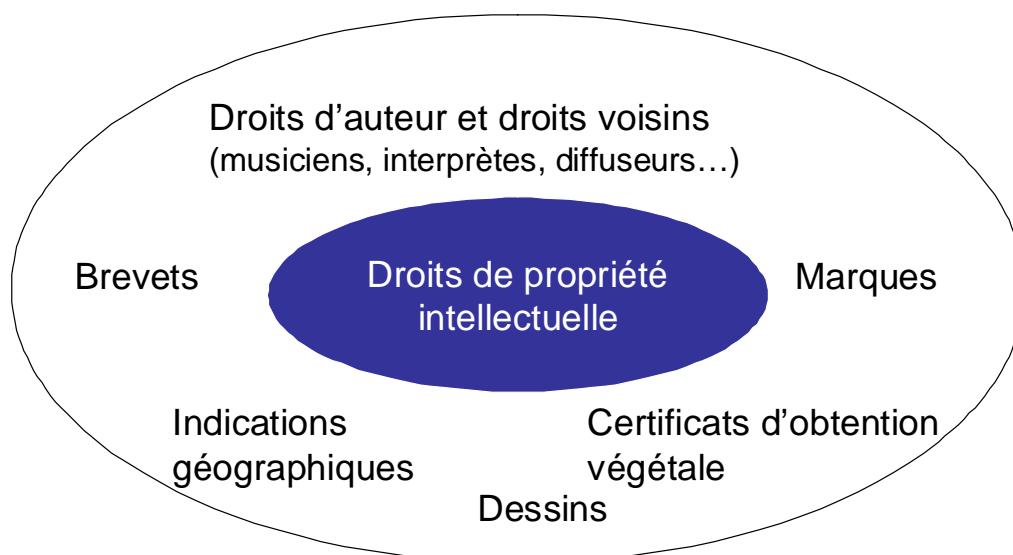 Droits d'auteur et droits voisins
(musiciens, interprètes, diffuseurs…)
Brevets
Droits de propriété
intellectuelle
Marques
Indications
géographiques
Certificats d'obtention
végétale
Dessins